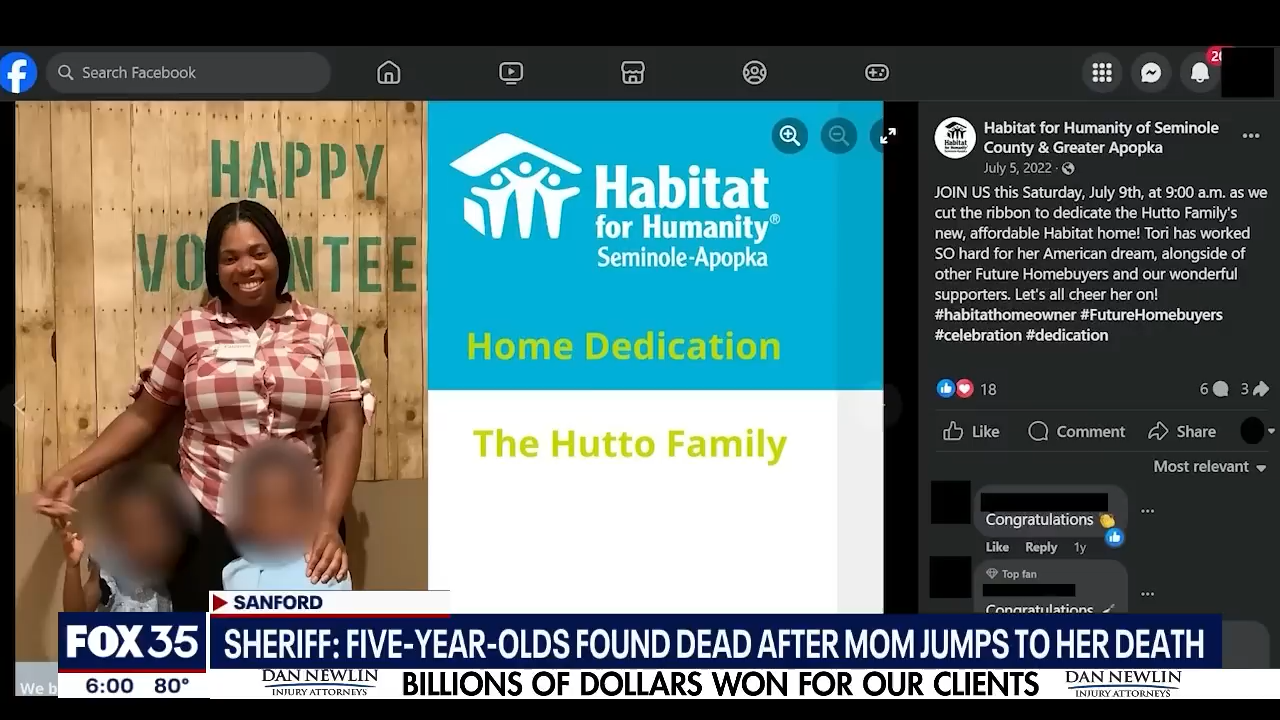 Search Facebook
20
HAPPY
VOLUNTEE
K
Habitat
for Humanity®
Seminole-Apopka
Home Dedication
The Hutto Family
Habitat for Humanity of Seminole
County & Greater Apopka
July 5, 2022
JOIN US this Saturday, July 9th, at 9:00 a.m. as we
cut the ribbon to dedicate the Hutto Family's
new, affordable Habitat home! Tori has worked
SO hard for her American dream, alongside of
other Future Homebuyers and our wonderful
supporters. Let's all cheer her on!
#habitathomeowner #FutureHomebuyers
#celebration #dedication
18
6
3
Like
Comment
Share
Most relevant
Congratulations 👏
Like Reply 1y
Top fan
Congratulations
SANFORD
FOX 35
SHERIFF: FIVE-YEAR-OLDS FOUND DEAD AFTER MOM JUMPS TO HER DEATH
We b
6:00 80°
DAN NEWLIN
INJURY ATTORNEYS
BILLIONS OF DOLLARS WON FOR OUR CLIENTS
DAN NEWLIN
INJURY ATTORNEYS